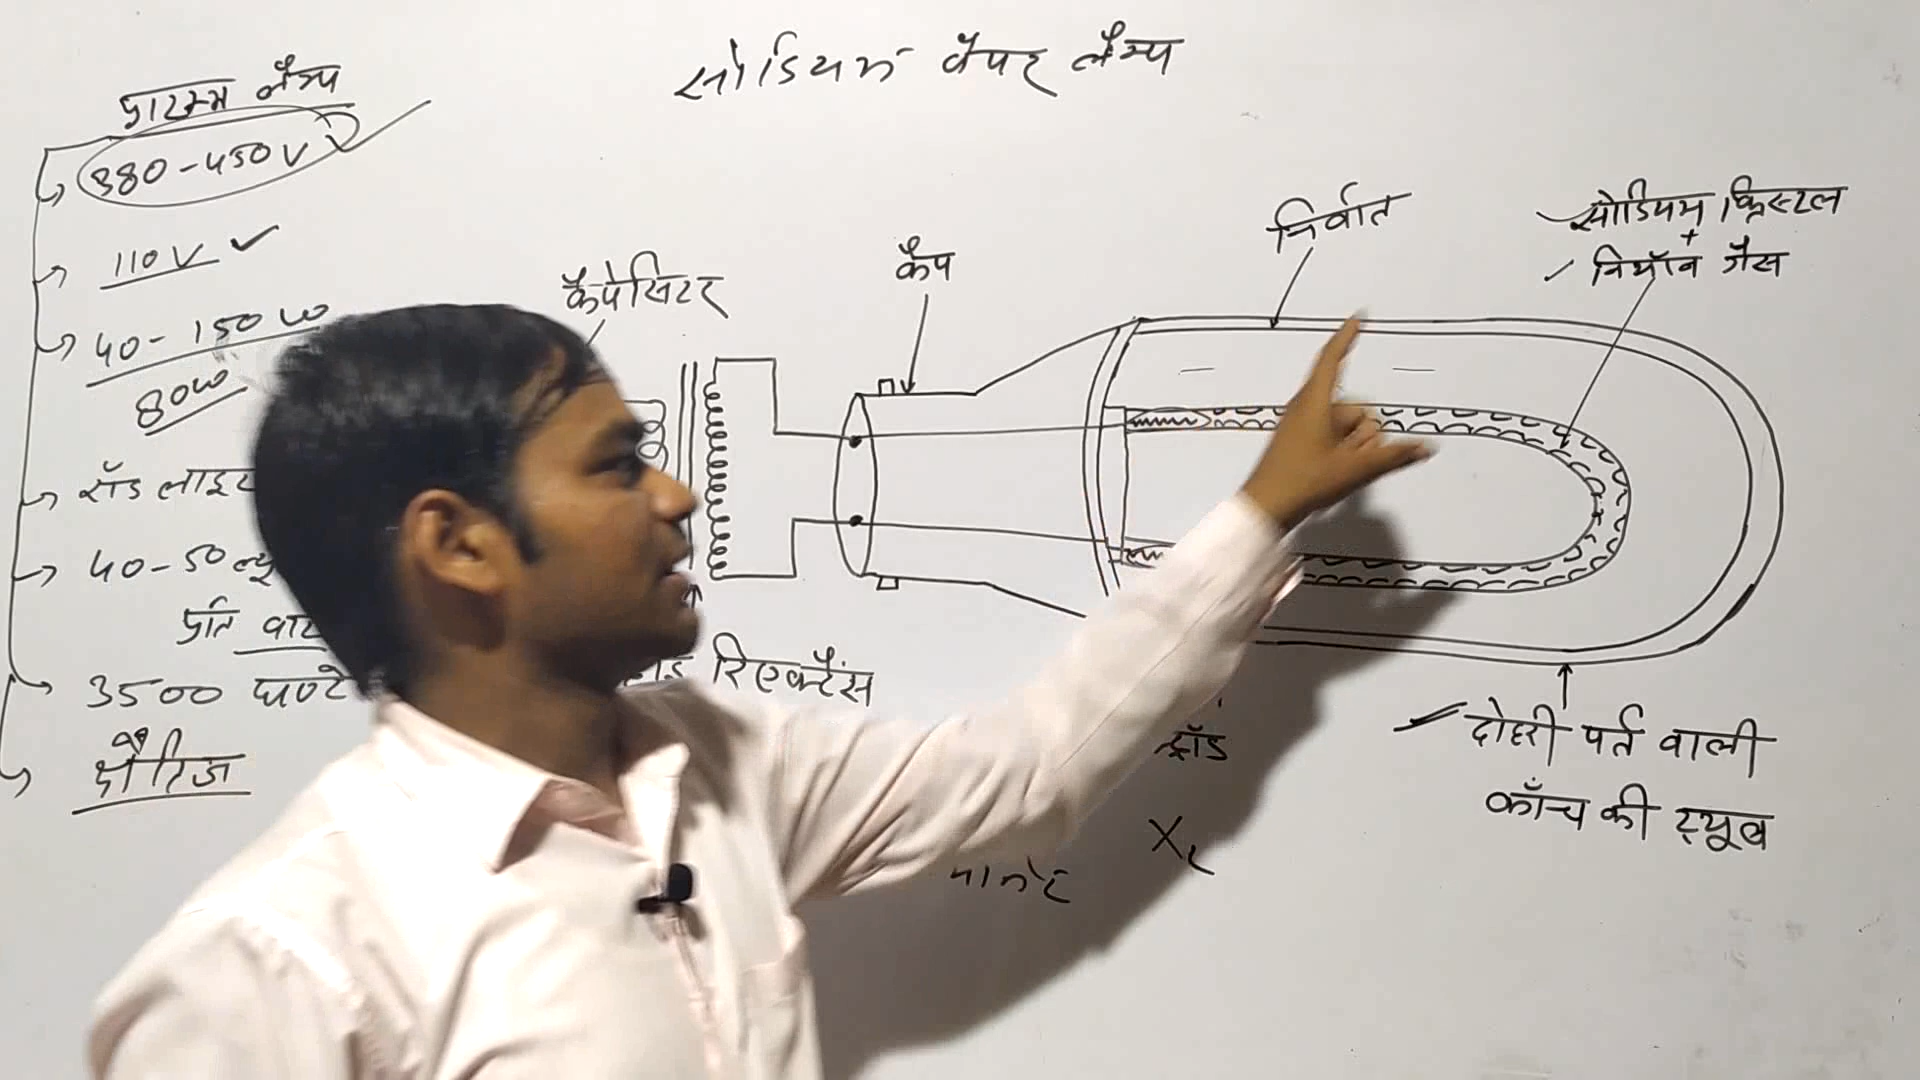 सोडियम वैपर लैम्प
प्रारम्भ लैम्प
380-450V
110V ✓
40-150W
80W
रॉड लाइट
40-50
प्रति
3500 घण्टे
क्षैतिज
कैपेसिटर
कैप
निर्वात
सोडियम क्रिस्टल
+
✓ नियॉन गैस
रिएक्टैंस
ट्रॉड
X_L
✓ दोहरी पर्त वाली
काँच की ट्यूब